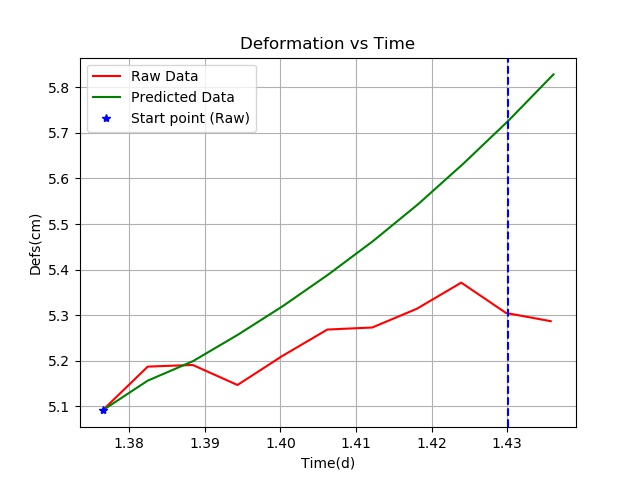 Deformation vs Time
Raw Data
Predicted Data
Start point (Raw)
5.8
5.7
5.6
5.5
5.4
5.3
5.2
5.1
Defs(cm)
1.38 1.39 1.40 1.41 1.42 1.43
Time(d)